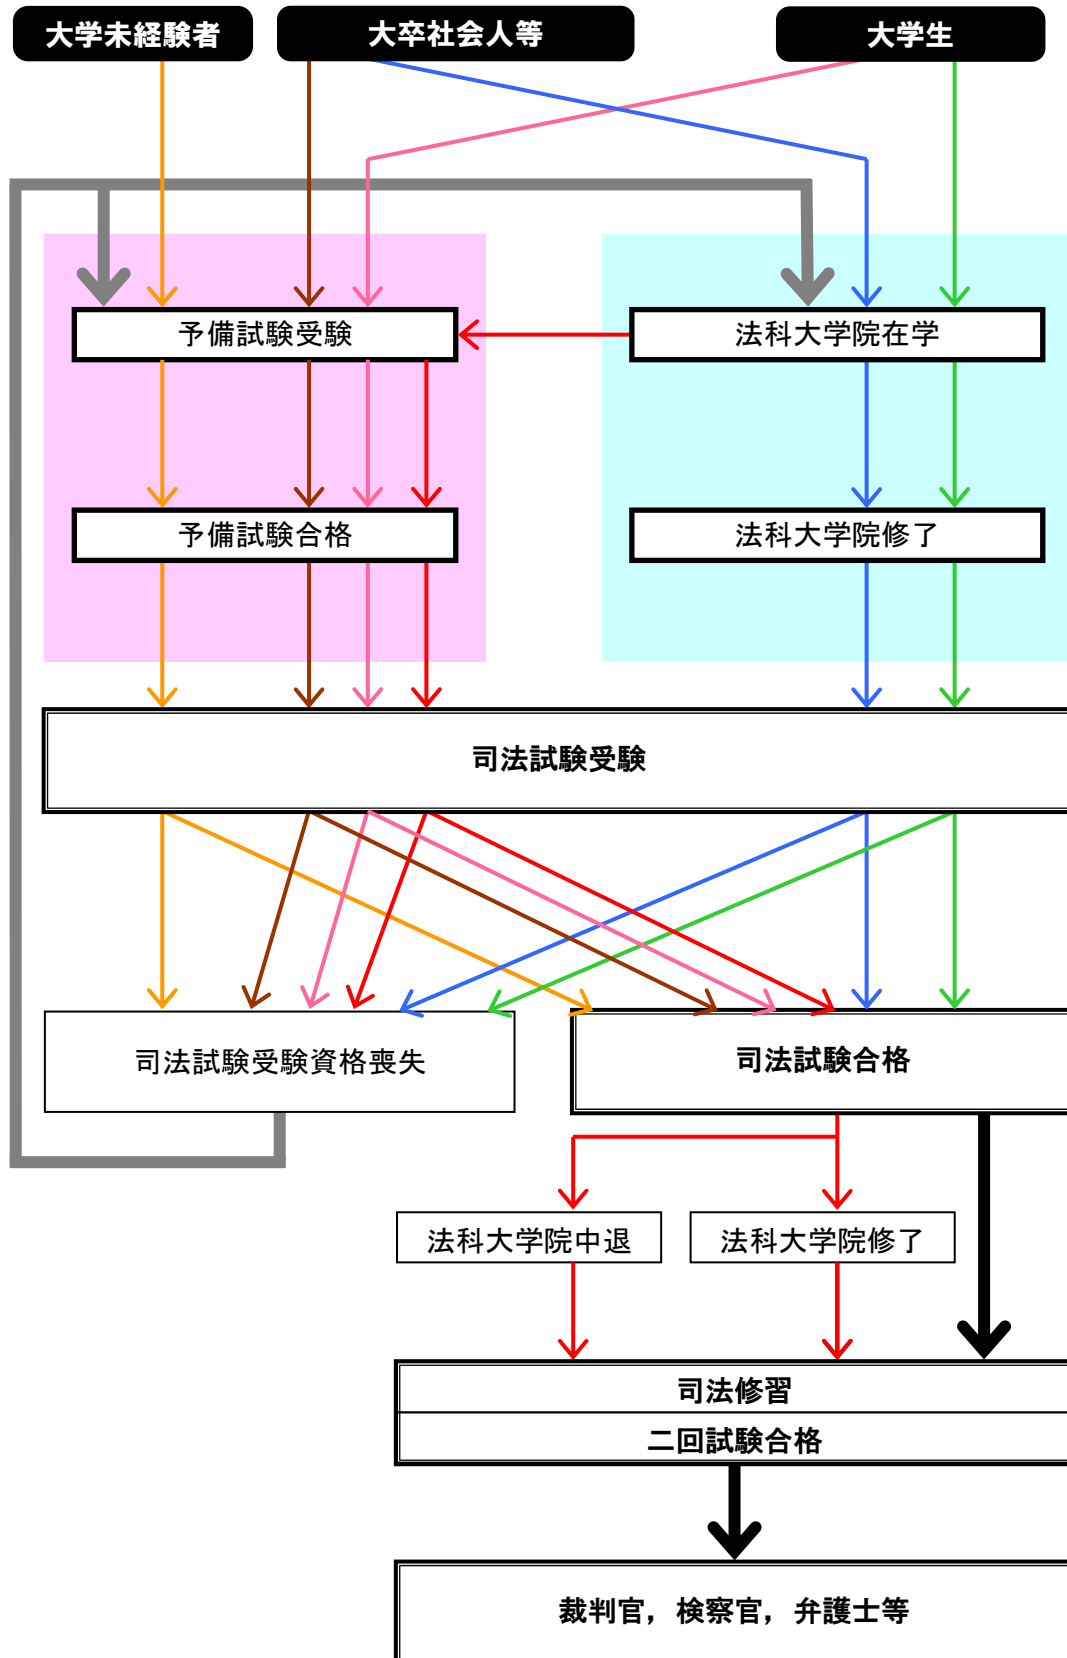 大学未経験者
大卒社会人等
大学生
予備試験受験
法科大学院在学
予備試験合格
法科大学院修了
司法試験受験
司法試験受験資格喪失
司法試験合格
法科大学院中退
法科大学院修了
司法修習
二回試験合格
裁判官，検察官，弁護士等